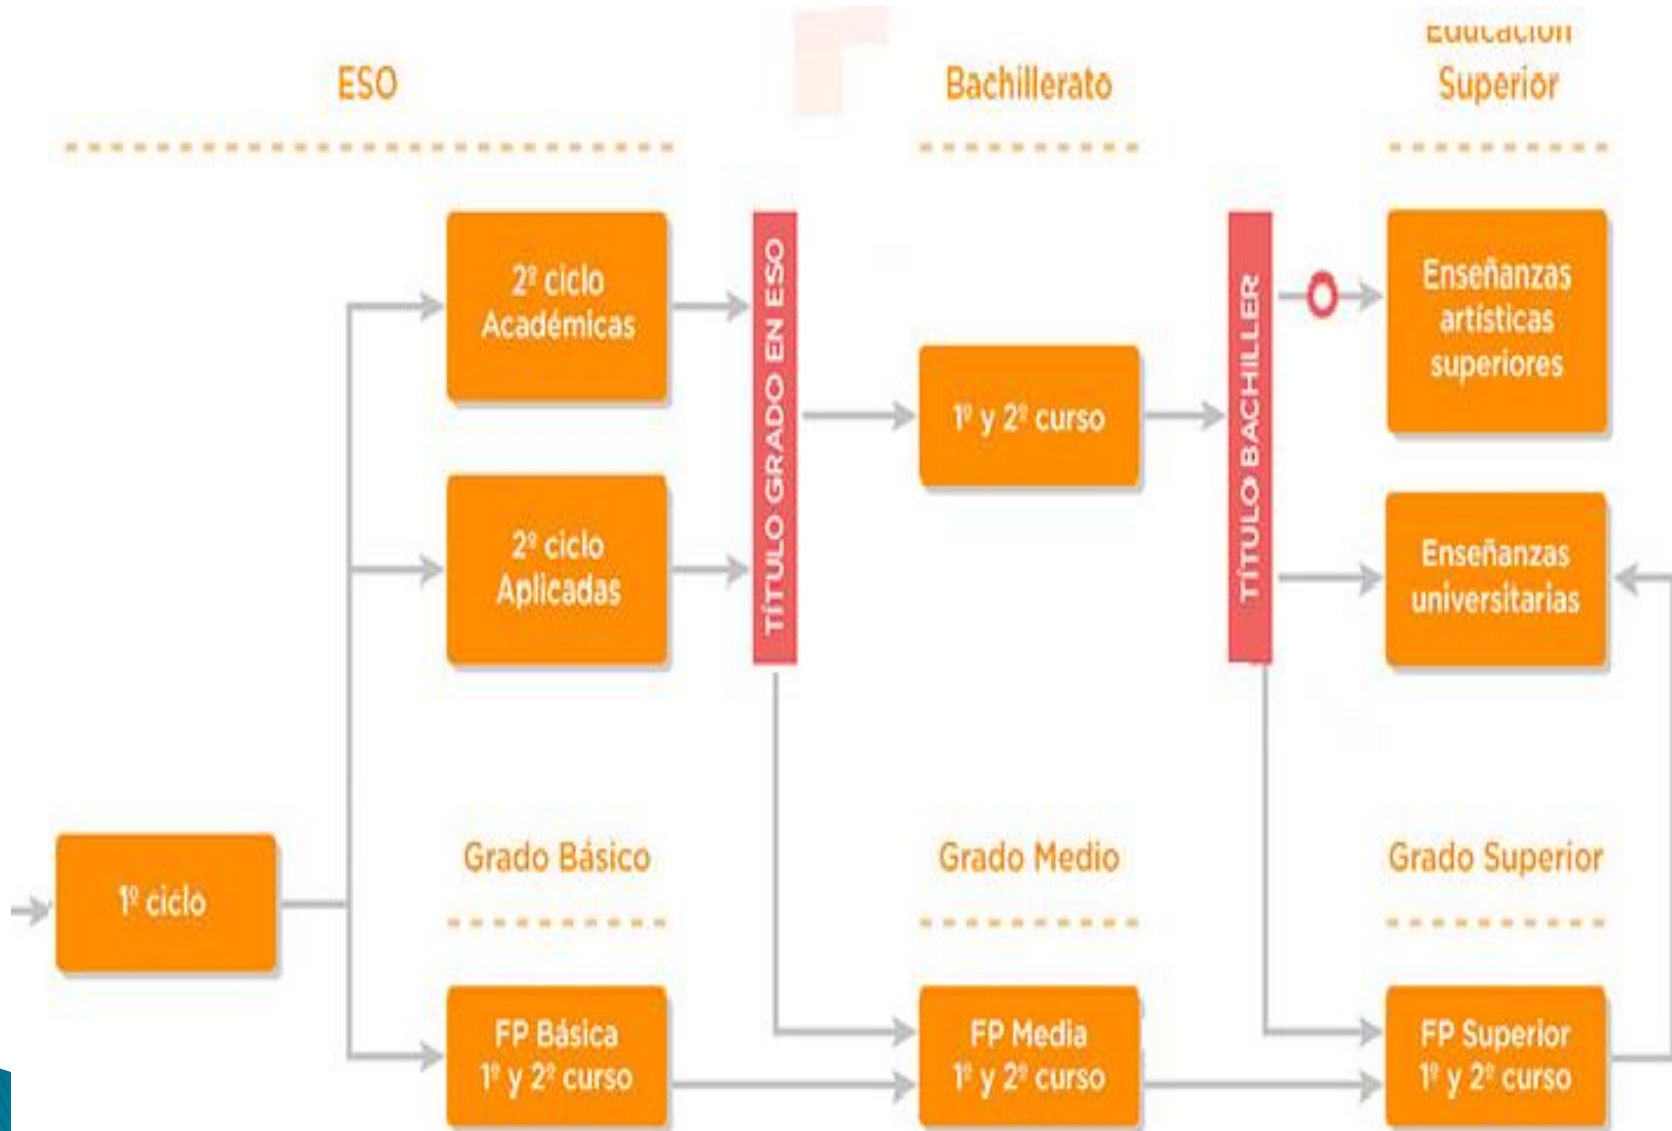 ESO
Bachillerato
Educación
Superior
2º ciclo
Académicas
TÍTULO GRADO EN ESO
1º y 2º curso
TÍTULO BACHILLER
Enseñanzas
artísticas
superiores
2º ciclo
Aplicadas
Enseñanzas
universitarias
1º ciclo
Grado Básico
Grado Medio
Grado Superior
FP Básica
1º y 2º curso
FP Media
1º y 2º curso
FP Superior
1º y 2º curso